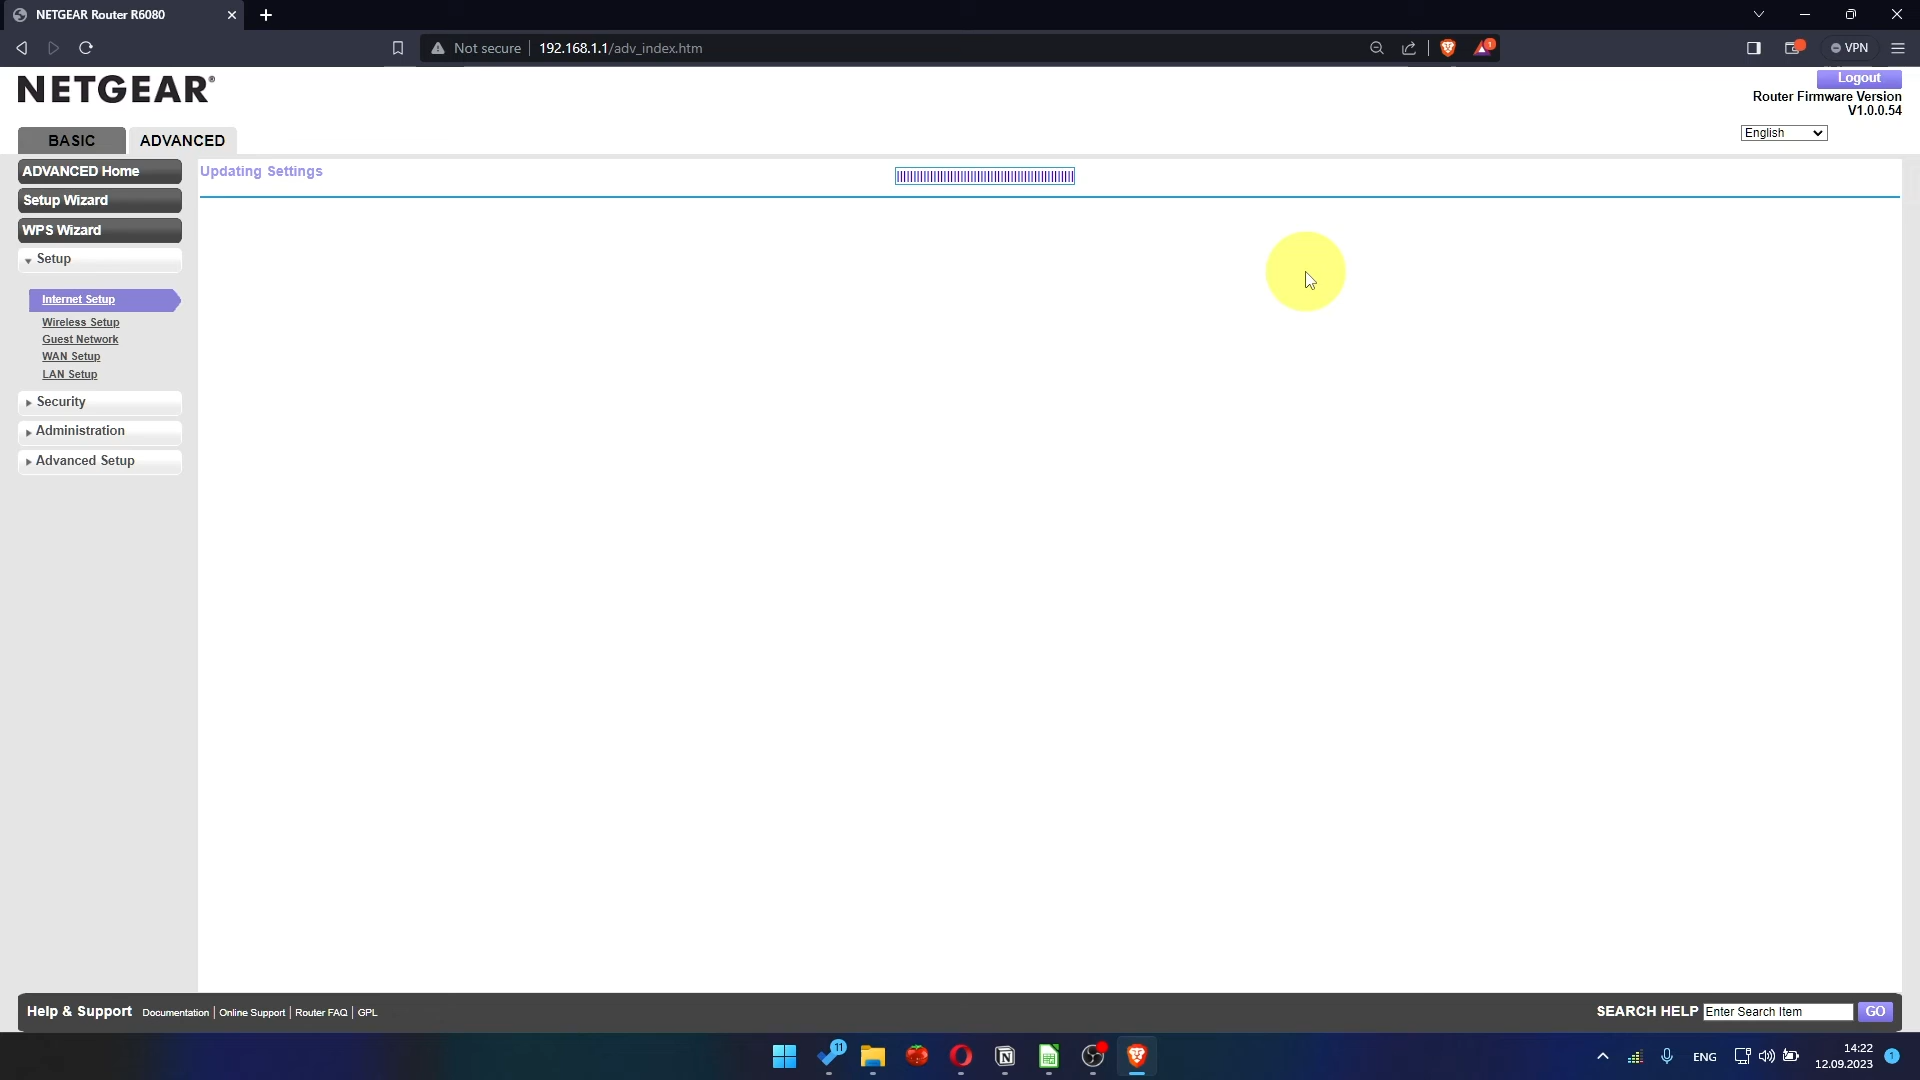 NETGEAR Router R6080
Not secure 192.168.1.1/adv_index.htm
1
VPN
NETGEAR®
Logout
Router Firmware Version
V1.0.0.54
English
BASIC
ADVANCED
ADVANCED Home
Setup Wizard
WPS Wizard
Setup
Internet Setup
Wireless Setup
Guest Network
WAN Setup
LAN Setup
Security
Administration
Advanced Setup
Updating Settings
Help & Support Documentation | Online Support | Router FAQ | GPL
SEARCH HELP Enter Search Item GO
11
ENG
14:22
12.09.2023
1